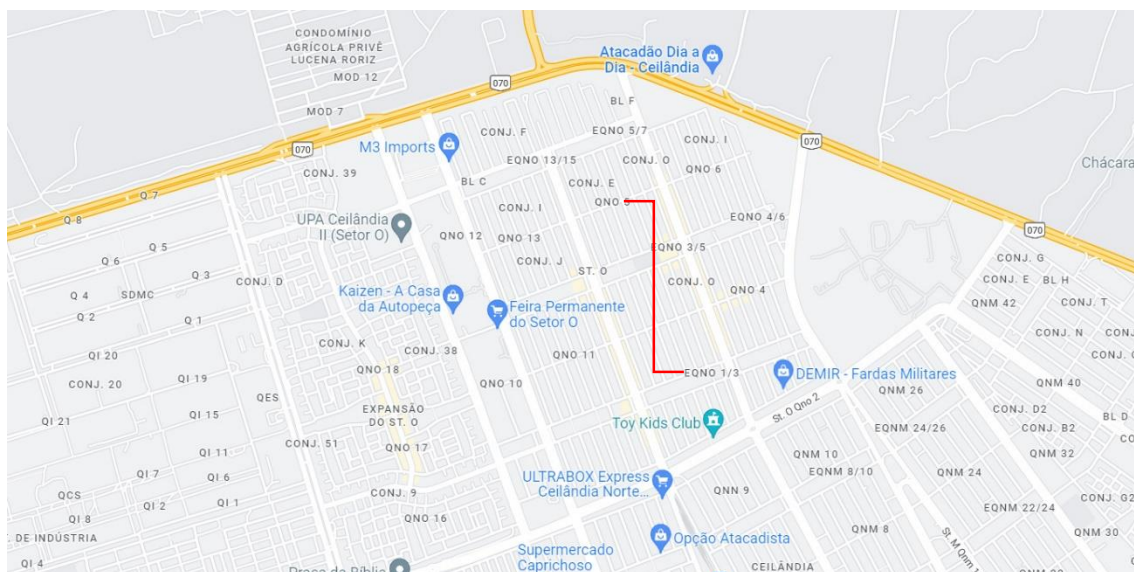 CONDOMÍNIO
AGRÍCOLA PRIVÊ
LUCENA RORIZ
MOD 12
MOD 7
070
Atacadão Dia a
Dia - Ceilândia
BL F
CONJ. F
EQNO 5/7
CONJ. I
070
M3 Imports
070
EQNO 13/15
CONJ. O
QNO 6
Chácara
CONJ. 39
BL C
CONJ. E
QNO 5
Q 7
Q 8
UPA Ceilândia
II (Setor O)
CONJ. I
EQNO 4/6
070
QNO 12
QNO 13
EQNO 3/5
Q 5
Q 6
CONJ. J
CONJ. G
Q 3
CONJ. D
ST. O
CONJ. O
CONJ. E
BL H
Q 4
SDMC
Kaizen - A Casa
da Autopeça
QNO 4
QNM 42
CONJ. T
Feira Permanente
do Setor O
Q 2
Q 1
CONJ. N
CONJ. K
CONJ. 38
QNO 11
QI 20
QNO 18
EQNO 1/3
DEMIR - Fardas Militares
QI 19
CONJ. 20
QNO 10
QNM 40
QNM 26
QES
St. O Qno 2
EXPANSÃO
DO ST. O
CONJ. D2
BL D
QI 15
QI 21
Toy Kids Club
EQNM 24/26
CONJ. B2
CONJ. 51
QNO 17
QI 11
QNM 10
QNM 32
QI 7
QI 6
ULTRABOX Express
Ceilândia Norte...
EQNM 8/10
QNM 24
QNN 9
CONJ. 9
QCS
QI 2
QI 1
CONJ. G2
EQNM 22/24
QI 8
QNO 16
QNM 8
QNM 30
. DE INDÚSTRIA
Opção Atacadista
St. M Qnm 1
Supermercado
Caprichoso
QI 4
Praça da Bíblia
CEILÂNDIA